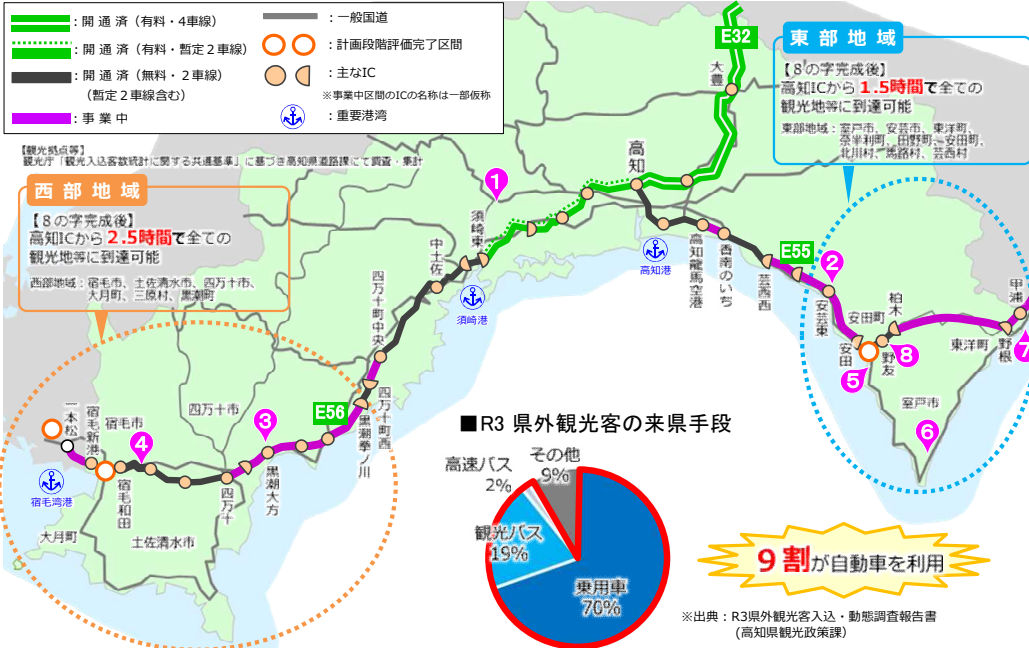 ：開 通 済（有料・4車線）
：開 通 済（有料・暫定２車線）
：開 通 済（無料・２車線）
（暫定２車線含む）
：事 業 中
：一般国道
：計画段階評価完了区間
：主なIC
※事業中区間のICの名称は一部仮称
：重要港湾
【観光拠点等】
観光庁「観光入込客数統計に関する共通基準」に基づき高知県道路課にて調査・集計
西部地域
【８の字完成後】
高知ICから2.5時間で全ての
観光地等に到達可能
西部地域：宿毛市、土佐清水市、四万十市、
大月町、三原村、黒潮町
東部地域
【８の字完成後】
高知ICから1.5時間で全ての
観光地等に到達可能
東部地域：室戸市、安芸市、東洋町、
奈半利町、田野町、安田町、
北川村、馬路村、芸西村
E32
大豊
高知
1
須崎東
中土佐
須崎港
高知港
高知龍馬空港
香南のいち
芸西西
E55
2
安芸東
安田町
柏木
甲浦
安田
野友
8
5
東洋町
野根
7
室戸市
6
四万十町中央
四万十町西
黒潮拳ノ川
E56
四万十市
3
黒潮大方
四万十
一本松
宿毛新港
宿毛市
4
宿毛和田
宿毛湾港
大月町
土佐清水市
■R3 県外観光客の来県手段
高速バス
2%
その他
9%
観光バス
19%
乗用車
70%
9 割が自動車を利用
※出典：R3県外観光客入込・動態調査報告書
(高知県観光政策課)